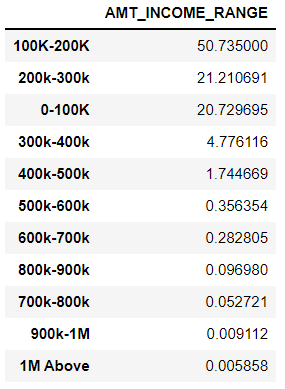 AMT_INCOME_RANGE
100K-200K 50.735000
200k-300k 21.210691
0-100K 20.729695
300k-400k 4.776116
400k-500k 1.744669
500k-600k 0.356354
600k-700k 0.282805
800k-900k 0.096980
700k-800k 0.052721
900k-1M 0.009112
1M Above 0.005858